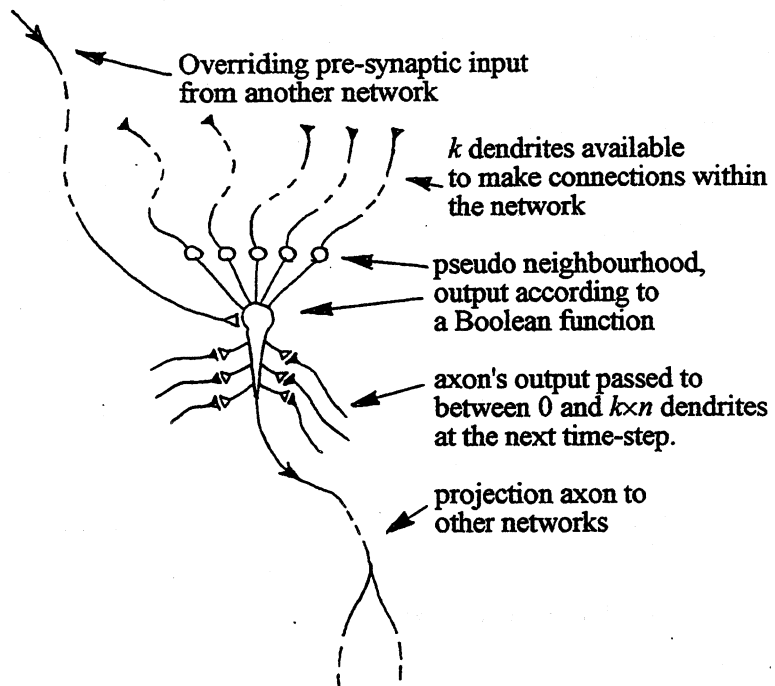 Overriding pre-synaptic input
from another network
k dendrites available
to make connections within
the network
pseudo neighbourhood,
output according to
a Boolean function
axon's output passed to
between 0 and k×n dendrites
at the next time-step.
projection axon to
other networks